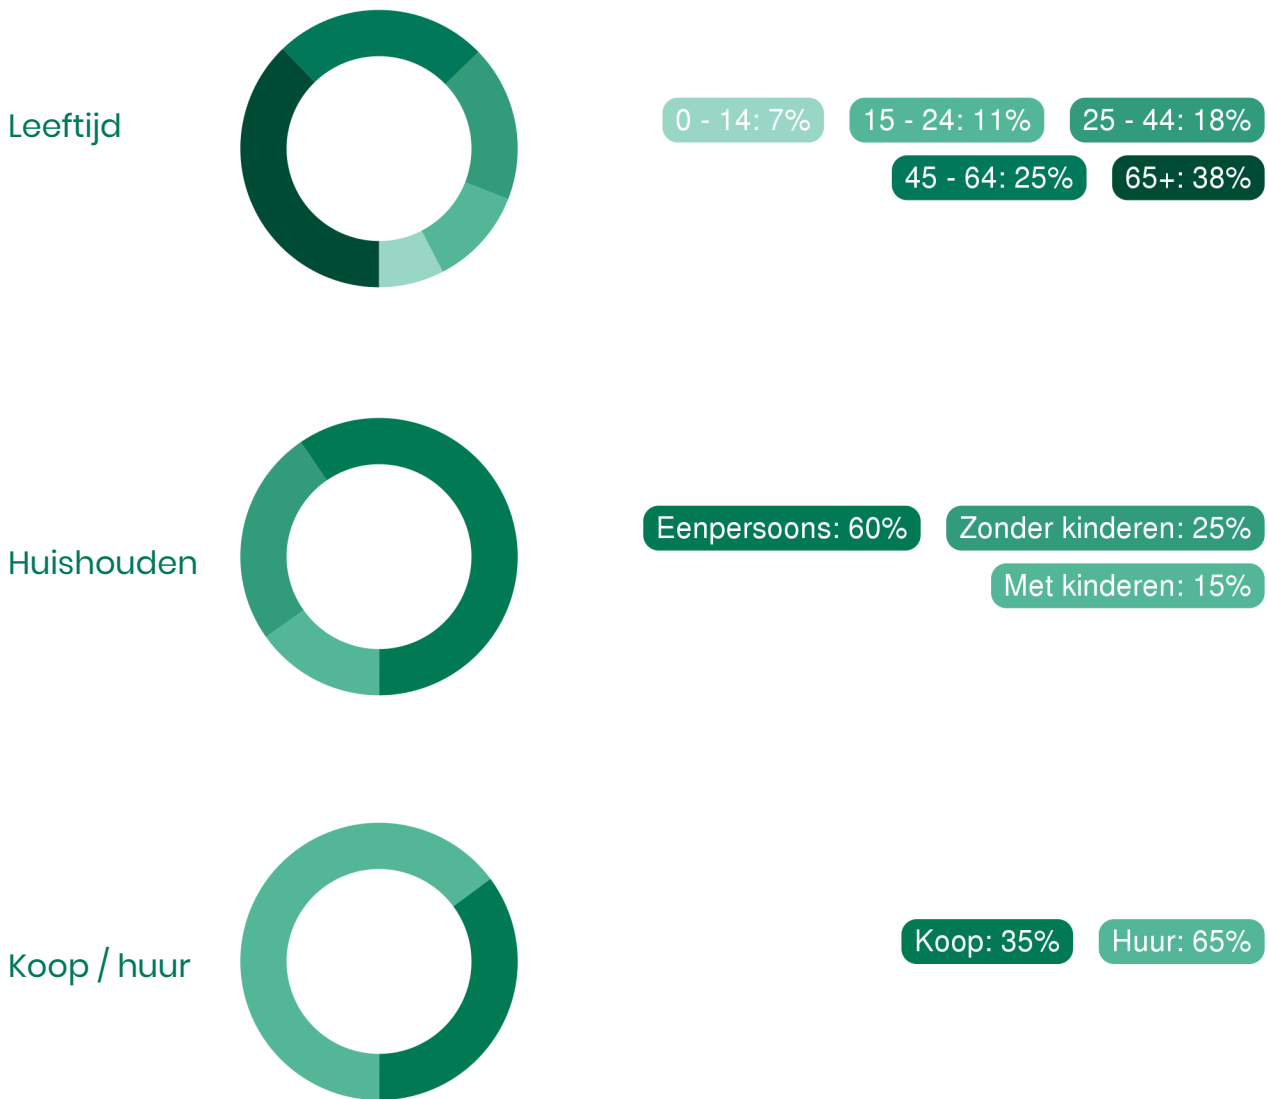 Leeftijd
0 - 14: 7% 15 - 24: 11% 25 - 44: 18%
45 - 64: 25% 65+: 38%
Huishouden
Eenpersoons: 60% Zonder kinderen: 25%
Met kinderen: 15%
Koop / huur
Koop: 35% Huur: 65%